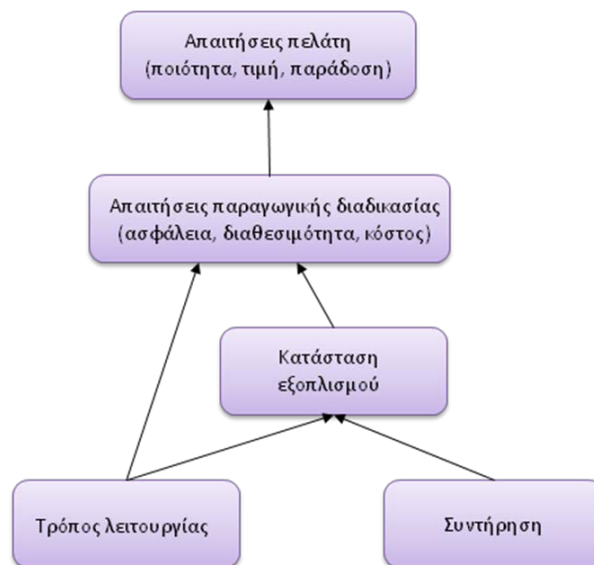 Απαιτήσεις πελάτη
(ποιότητα, τιμή, παράδοση)
Απαιτήσεις παραγωγικής διαδικασίας
(ασφάλεια, διαθεσιμότητα, κόστος)
Κατάσταση
εξοπλισμού
Τρόπος λειτουργίας
Συντήρηση